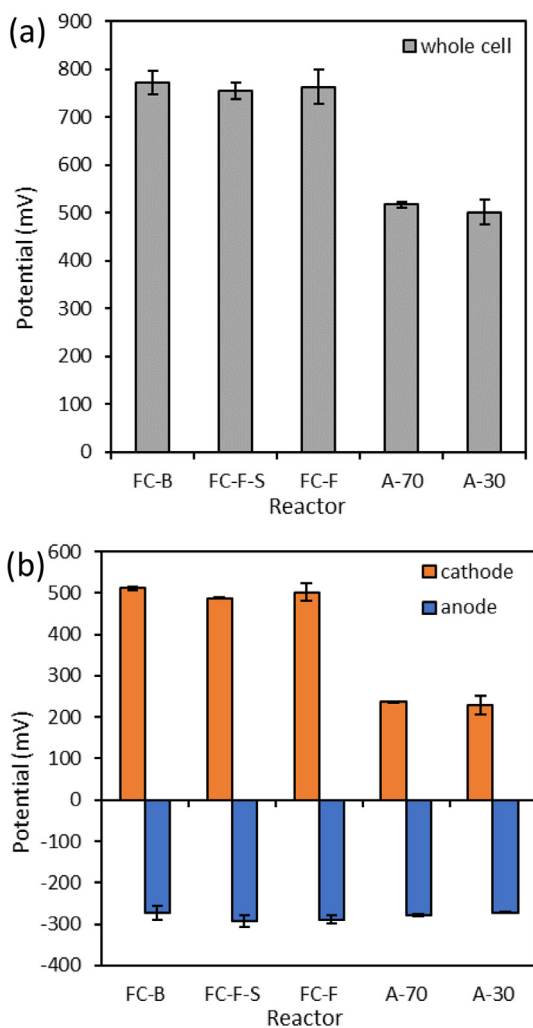 (a)
900
800
700
600
500
400
300
200
100
0
Potential (mV)
whole cell
FC-B FC-F-S FC-F A-70 A-30
Reactor
(b)
600
500
400
300
200
100
0
-100
-200
-300
-400
Potential (mV)
cathode
anode
FC-B FC-F-S FC-F A-70 A-30
Reactor